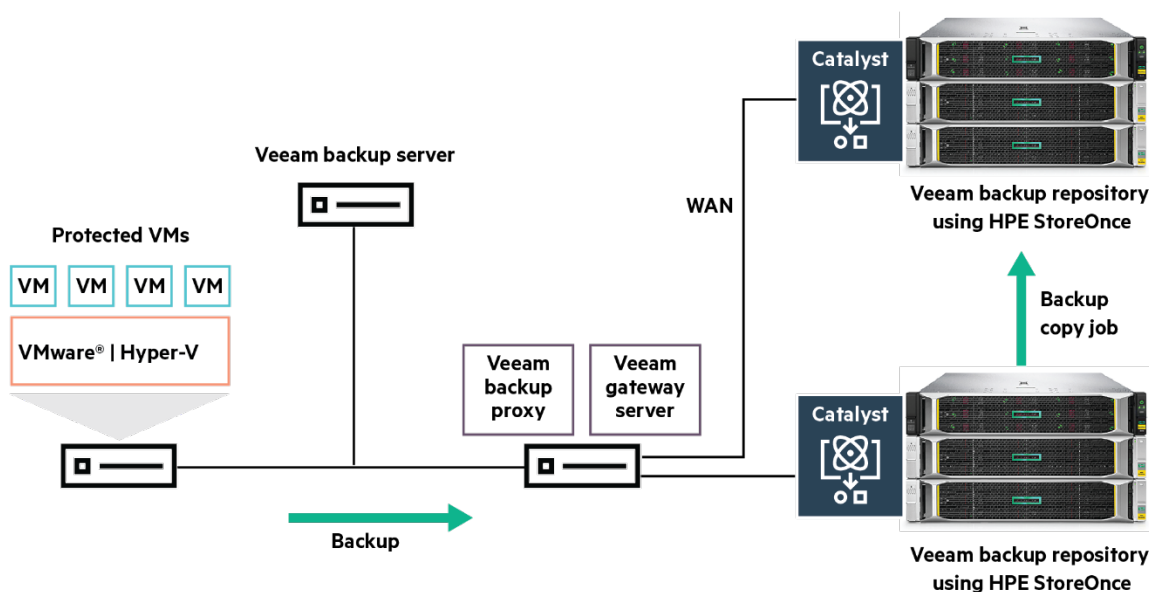 Catalyst
Veeam backup server
Veeam backup repository
using HPE StoreOnce
WAN
Protected VMs
VM VM VM VM
VMware® | Hyper-V
Backup
copy job
Veeam
backup
proxy
Veeam
gateway
server
Catalyst
Backup
Veeam backup repository
using HPE StoreOnce